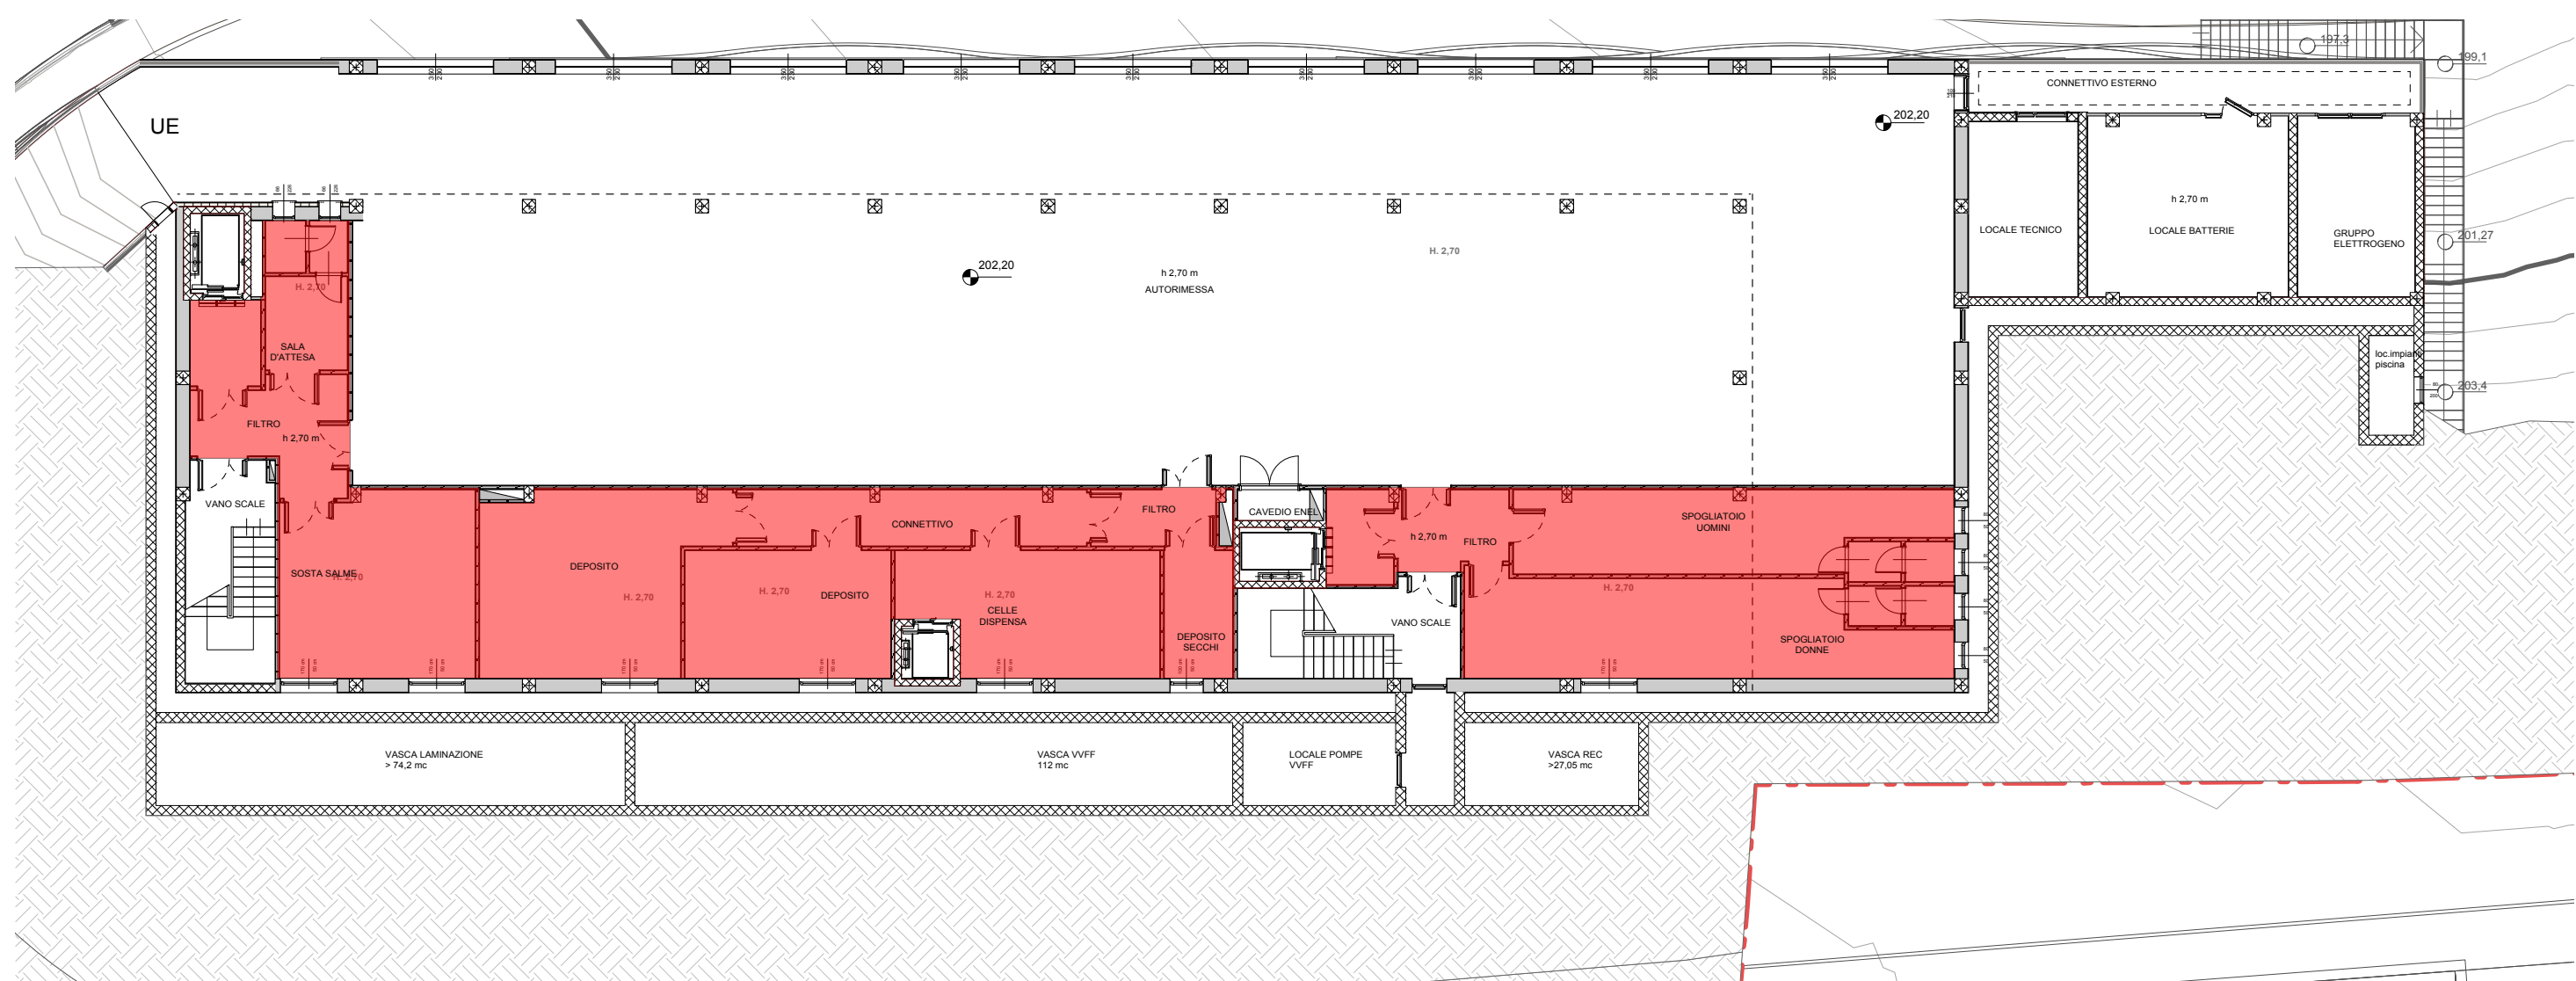 197,3
199,1
CONNETTIVO ESTERNO
UE
202,20
h 2,70 m
LOCALE TECNICO
LOCALE BATTERIE
GRUPPO
ELETTROGENO
201,27
H. 2,70
202,20
h 2,70 m
AUTORIMESSA
H. 2,70
SALA
D'ATTESA
loc.impianti
piscina
203,4
FILTRO
h 2,70 m
VANO SCALE
CONNETTIVO
FILTRO
CAVEDIO ENEL
h 2,70 m
FILTRO
SPOGLIATOIO
UOMINI
SOSTA SALME
H. 2,70
DEPOSITO
H. 2,70
H. 2,70
DEPOSITO
H. 2,70
CELLE
DISPENSA
H. 2,70
VANO SCALE
DEPOSITO
SECCHI
SPOGLIATOIO
DONNE
VASCA LAMINAZIONE
> 74,2 mc
VASCA VVFF
112 mc
LOCALE POMPE
VVFF
VASCA REC
>27,05 mc